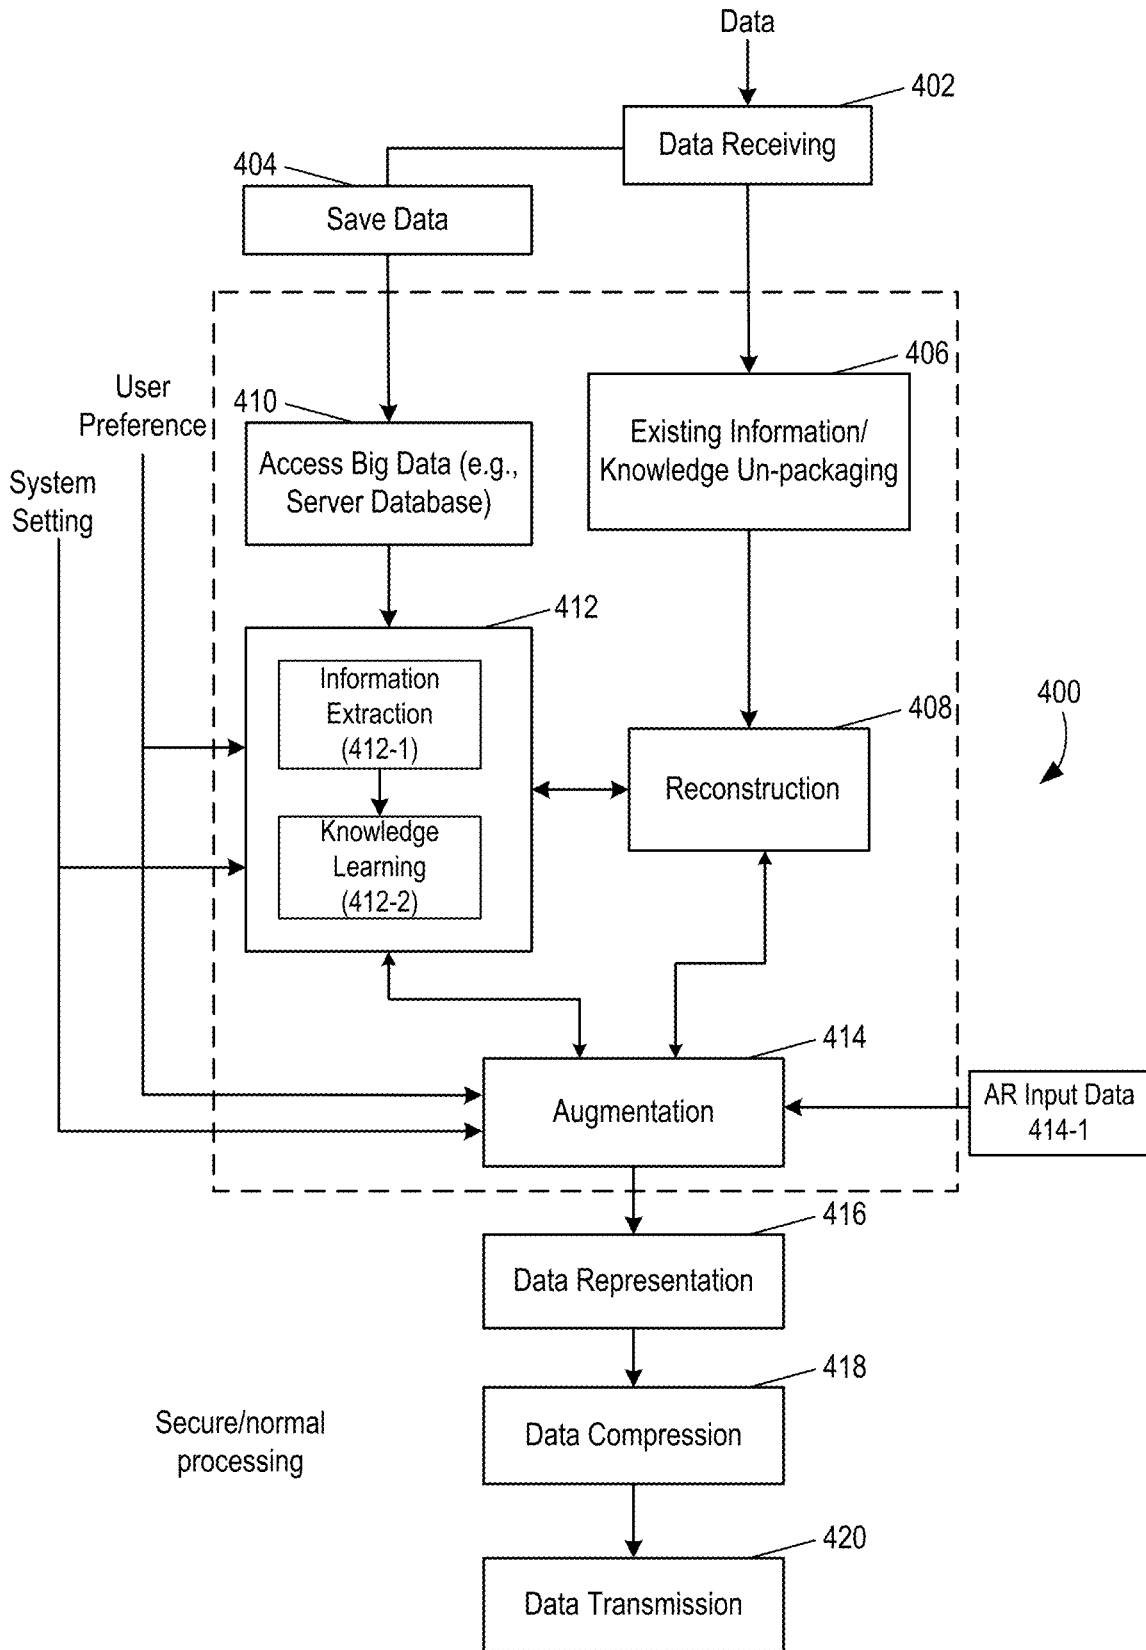 Data
402
Data Receiving
404
Save Data
406
User
Preference
410
Existing Information/
Knowledge Un-packaging
Access Big Data (e.g.,
Server Database)
System
Setting
412
Information
Extraction
(412-1)
408
400
Reconstruction
Knowledge
Learning
(412-2)
414
Augmentation
AR Input Data
414-1
416
Data Representation
418
Data Compression
Secure/normal
processing
420
Data Transmission